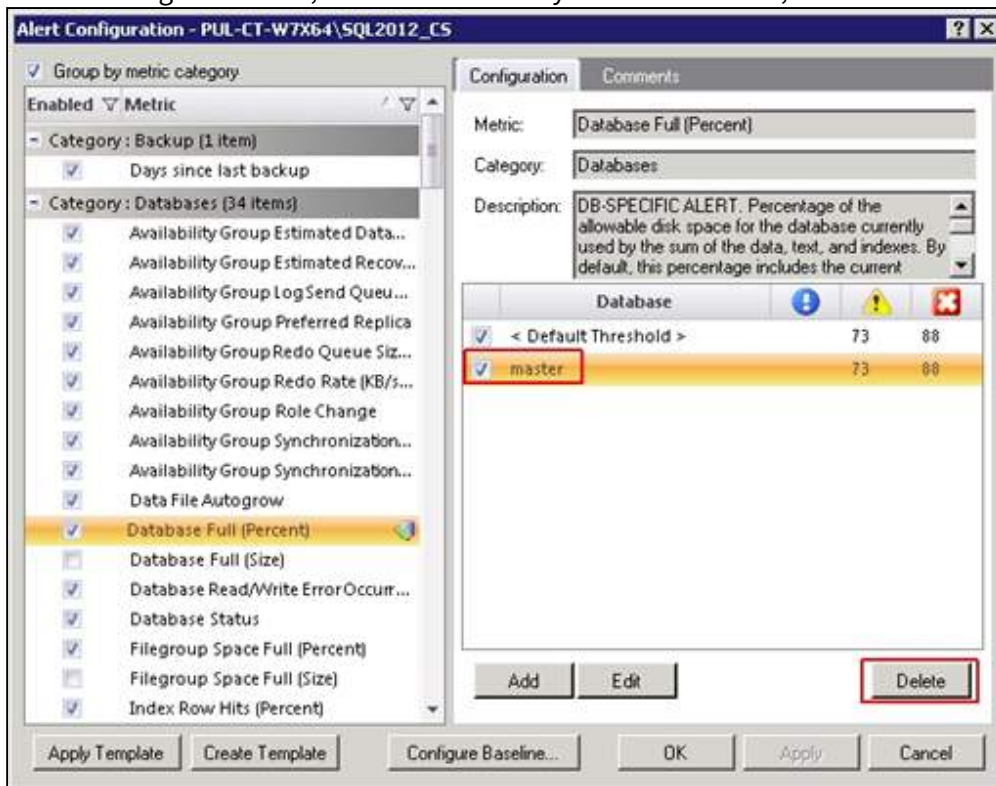 Alert Configuration - PUL-CT-W7X64\SQL2012_CS
Group by metric category
Enabled Metric
Category : Backup (1 item)
Days since last backup
Category : Databases (34 items)
Availability Group Estimated Data...
Availability Group Estimated Recov...
Availability Group Log Send Queu...
Availability Group Preferred Replica
Availability Group Redo Queue Siz...
Availability Group Redo Rate (KB/s...
Availability Group Role Change
Availability Group Synchronization...
Availability Group Synchronization...
Data File Autogrow
Database Full (Percent)
Database Full (Size)
Database Read/Write Error Occurr...
Database Status
Filegroup Space Full (Percent)
Filegroup Space Full (Size)
Index Row Hits (Percent)
Configuration Comments
Metric: Database Full (Percent)
Category: Databases
Description: DB-SPECIFIC ALERT. Percentage of the
allowable disk space for the database currently
used by the sum of the data, text, and indexes. By
default, this percentage includes the current
Database
< Default Threshold > 73 88
master 73 88
Add Edit Delete
Apply Template Create Template Configure Baseline... OK Apply Cancel